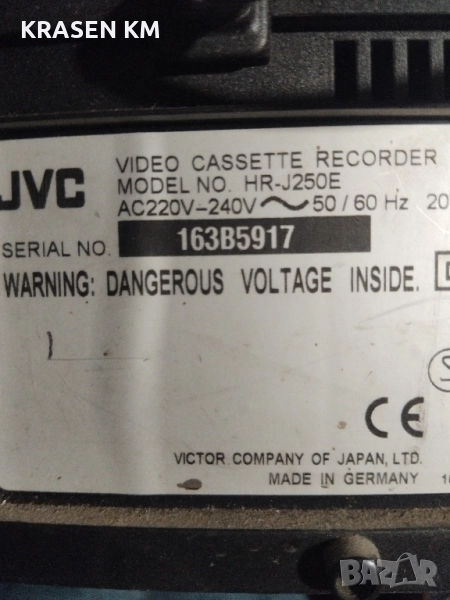 KRASEN KM
JVC
VIDEO CASSETTE RECORDER
MODEL NO. HR-J250E
AC220V–240V~50/60 Hz 20
SERIAL NO. 163B5917
WARNING: DANGEROUS VOLTAGE INSIDE.
CE
VICTOR COMPANY OF JAPAN, LTD.
MADE IN GERMANY
BAZAR